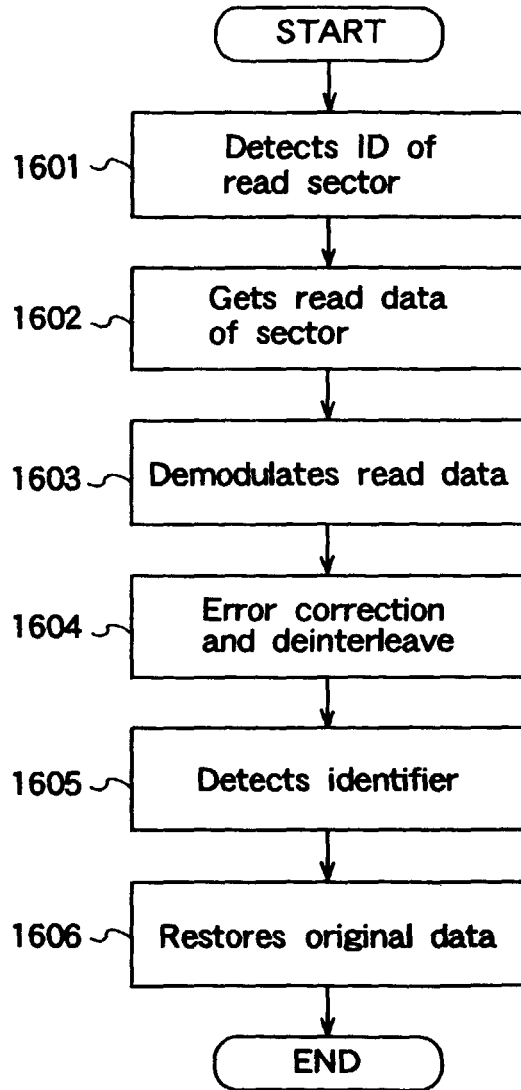 START
1601
Detects ID of
read sector
1602
Gets read data
of sector
1603
Demodulates read data
1604
Error correction
and deinterleave
1605
Detects identifier
1606
Restores original data
END